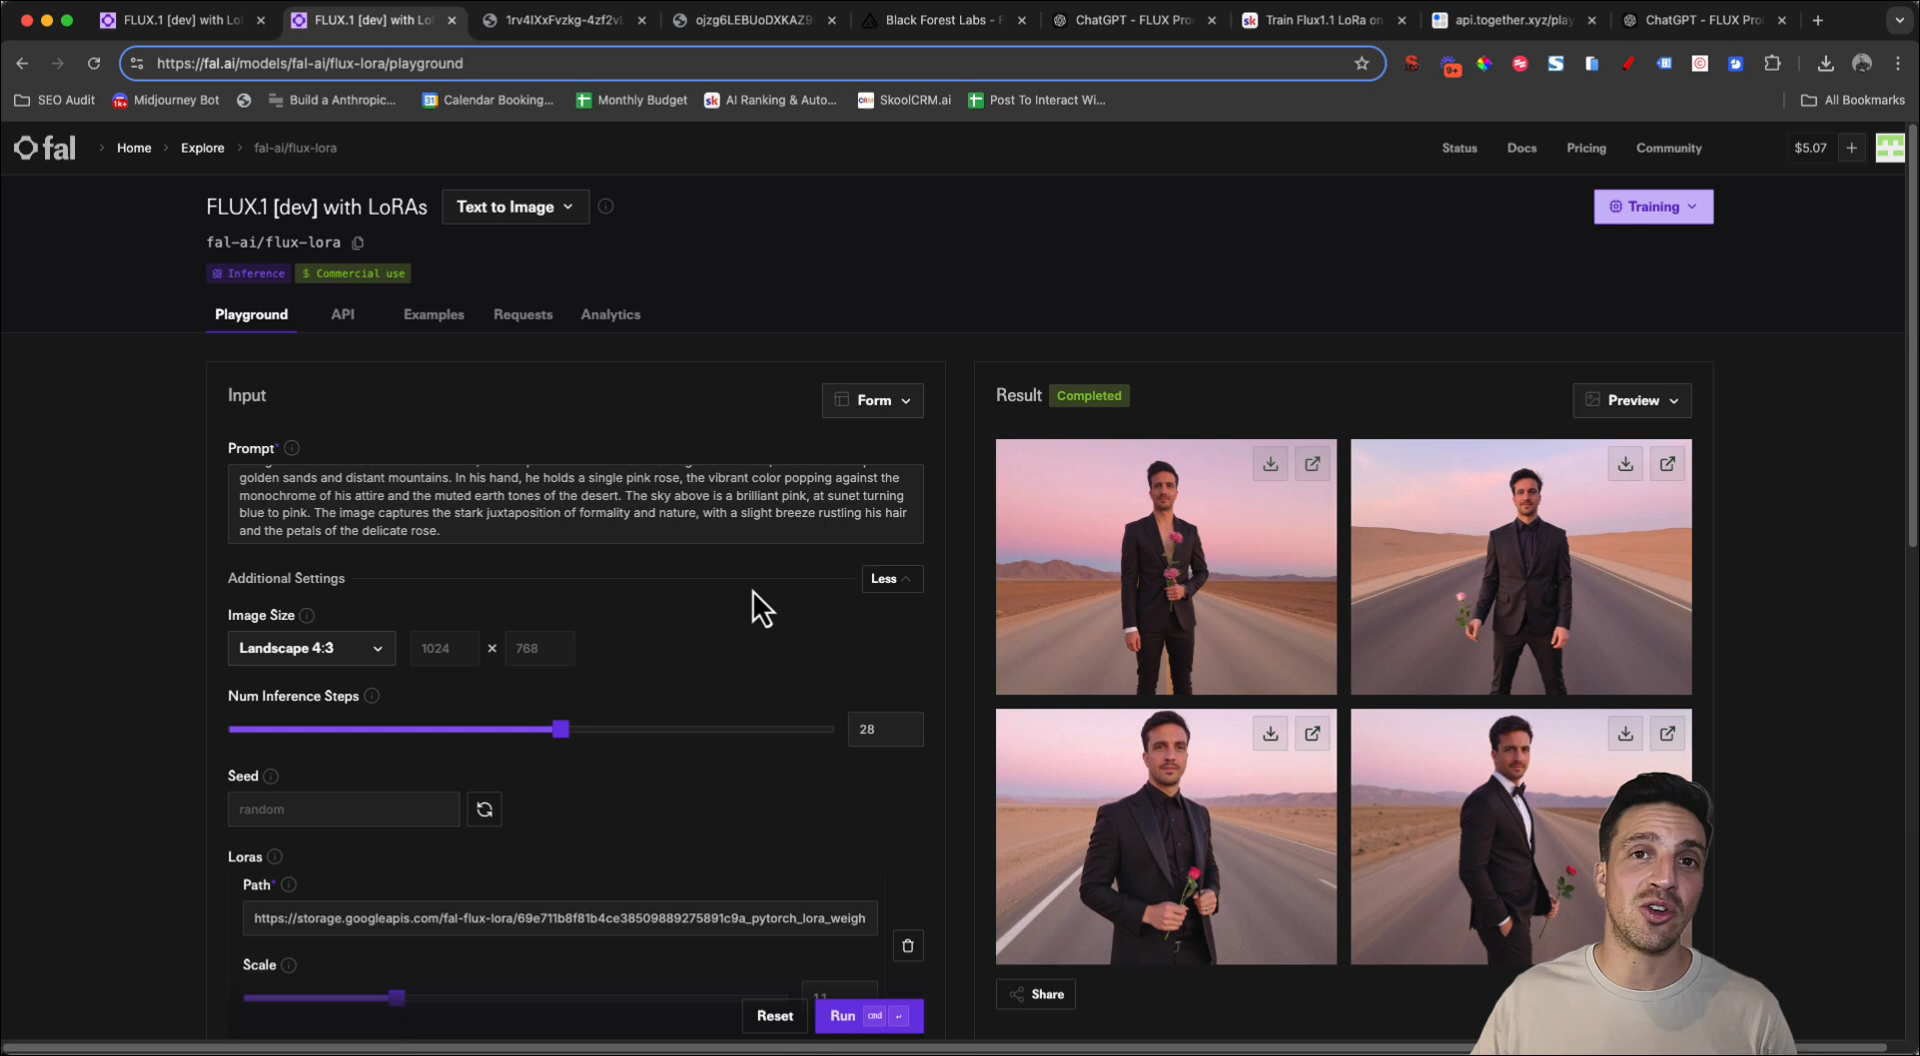 FLUX.1 [dev] with Lo
FLUX.1 [dev] with Lo
1rv4lXxFvzkg-4zf2vl
ojzg6LEBUoDXKAZ9
Black Forest Labs - F
ChatGPT - FLUX Pro
Train Flux1.1 LoRa on
api.together.xyz/play
ChatGPT - FLUX Pro
https://fal.ai/models/fal-ai/flux-lora/playground
9+
SEO Audit
1k+
Midjourney Bot
Build a Anthropic...
31
Calendar Booking...
Monthly Budget
sk
AI Ranking & Auto...
CRM
SkoolCRM.ai
Post To Interact Wi...
All Bookmarks
fal
Home
Explore
fal-ai/flux-lora
Status
Docs
Pricing
Community
$5.07
FLUX.1 [dev] with LoRAs
Text to Image
Training
fal-ai/flux-lora
Inference
$ Commercial use
Playground
API
Examples
Requests
Analytics
Input
Form
Prompt*
golden sands and distant mountains. In his hand, he holds a single pink rose, the vibrant color popping against the
monochrome of his attire and the muted earth tones of the desert. The sky above is a brilliant pink, at sunet turning
blue to pink. The image captures the stark juxtaposition of formality and nature, with a slight breeze rustling his hair
and the petals of the delicate rose.
Additional Settings
Less
Image Size
Landscape 4:3
1024
×
768
Num Inference Steps
28
Seed
random
Loras
Path*
https://storage.googleapis.com/fal-flux-lora/69e711b8f81b4ce38509889275891c9a_pytorch_lora_weigh
Scale
1.1
Reset
Run
cmd
Result
Completed
Preview
Share